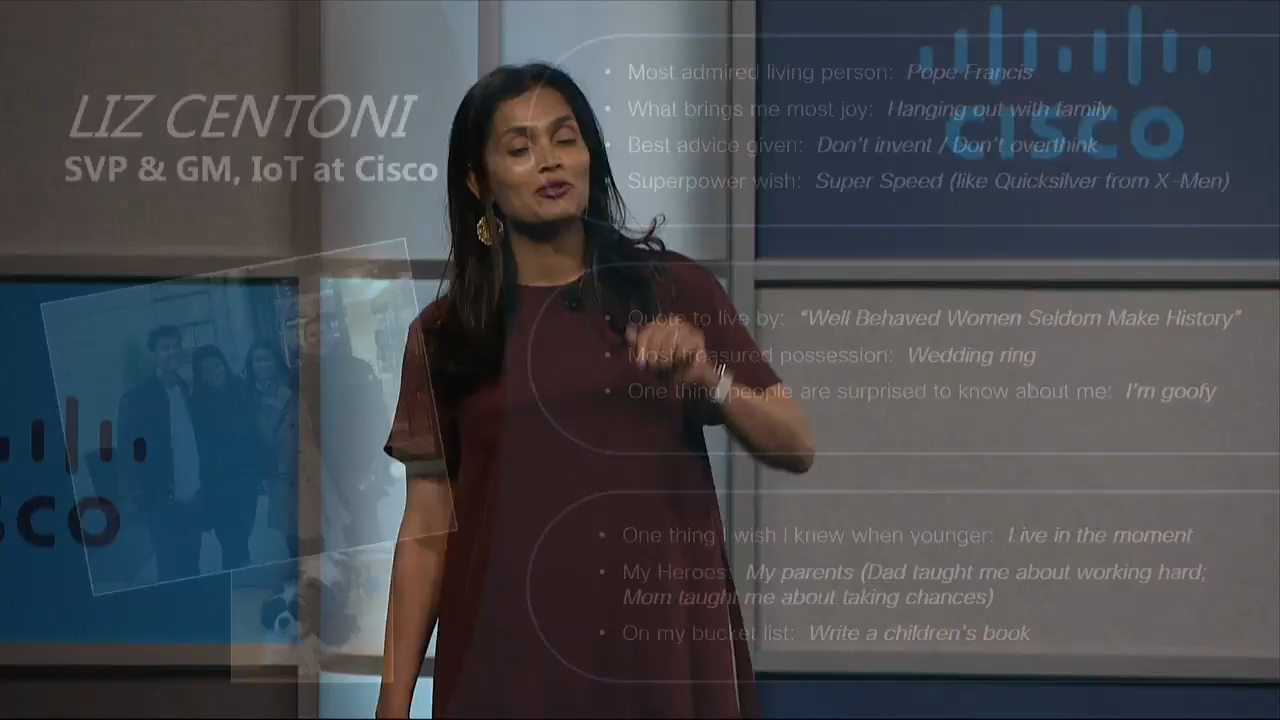 LIZ CENTONI
SVP & GM, IoT at Cisco
CISCO
• Most admired living person: Pope Francis
• What brings me most joy: Hanging out with family
• Best advice given: Don't invent / Don't overthink
• Superpower wish: Super Speed (like Quicksilver from X-Men)
• Quote to live by: “Well Behaved Women Seldom Make History”
• Most treasured possession: Wedding ring
• One thing people are surprised to know about me: I'm goofy
SCO
• One thing I wish I knew when younger: Live in the moment
• My Heroes: My parents (Dad taught me about working hard;
Mom taught me about taking chances)
• On my bucket list: Write a children's book